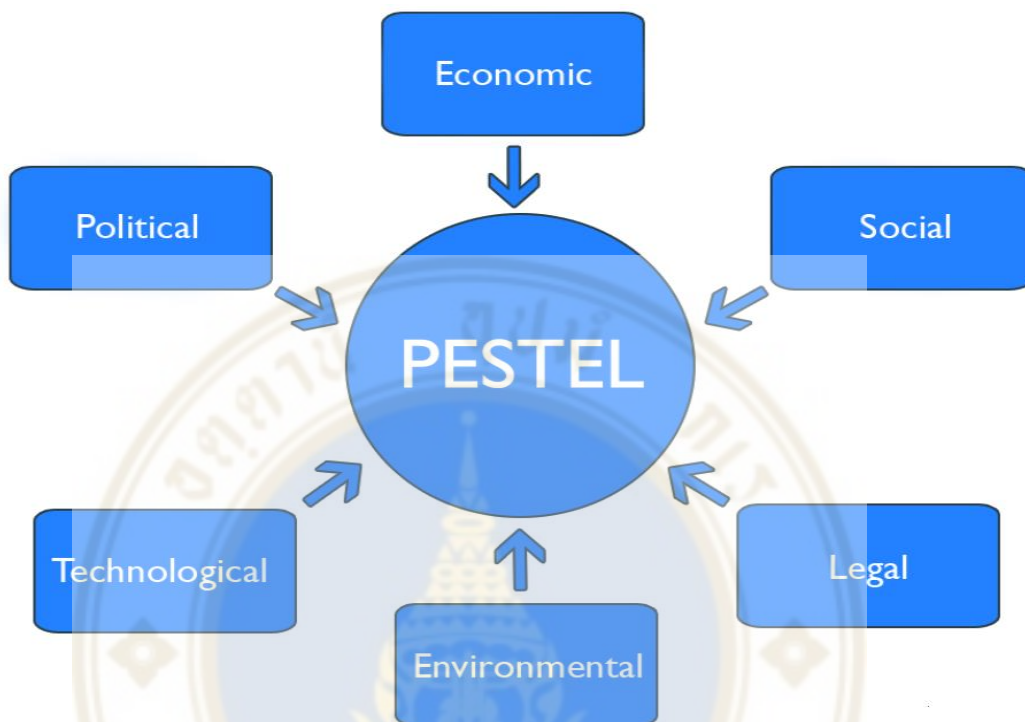 Economic
Political
Social
PESTEL
Technological
Legal
Environmental